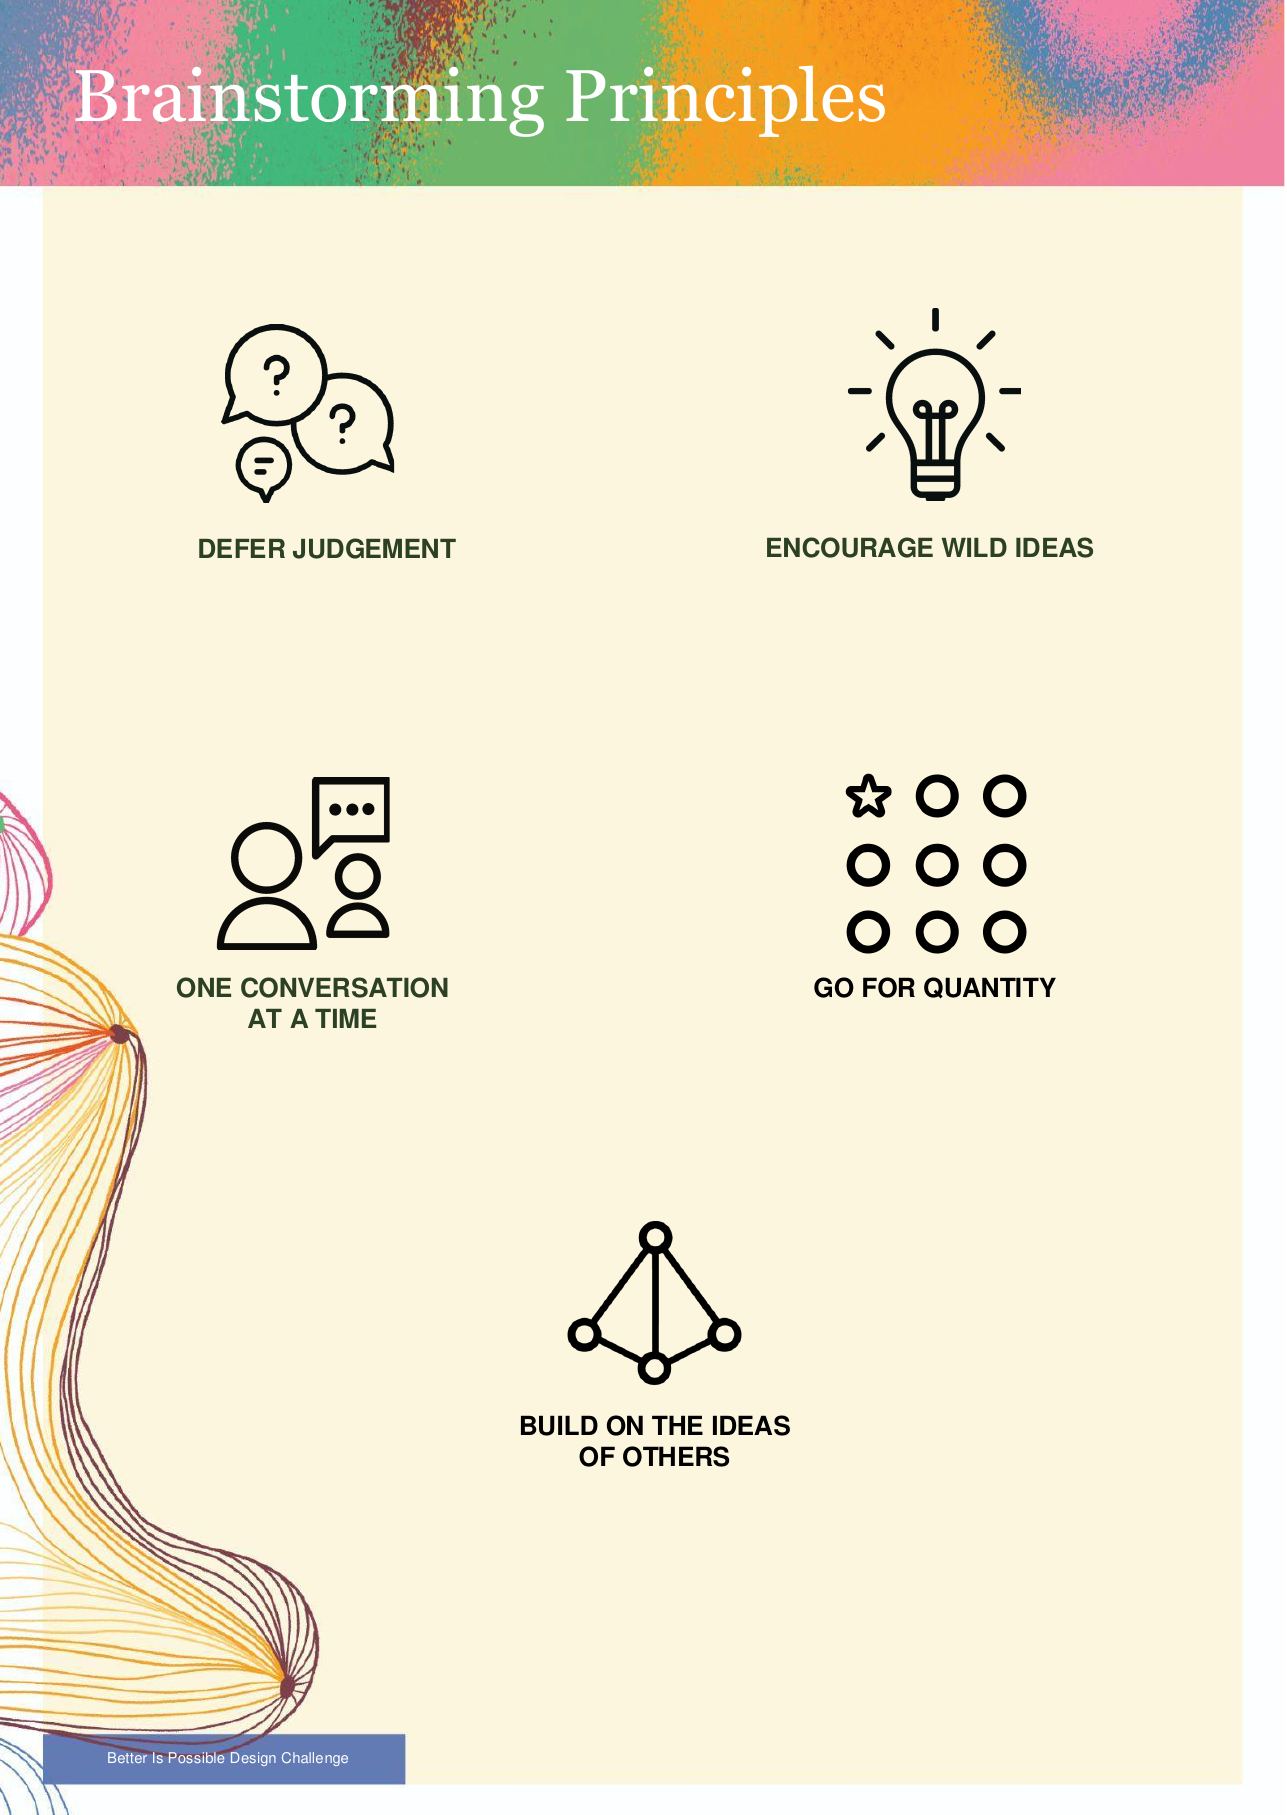 Brainstorming Principles
DEFER JUDGEMENT
ENCOURAGE WILD IDEAS
ONE CONVERSATION
AT A TIME
GO FOR QUANTITY
BUILD ON THE IDEAS
OF OTHERS
Better Is Possible Design Challenge